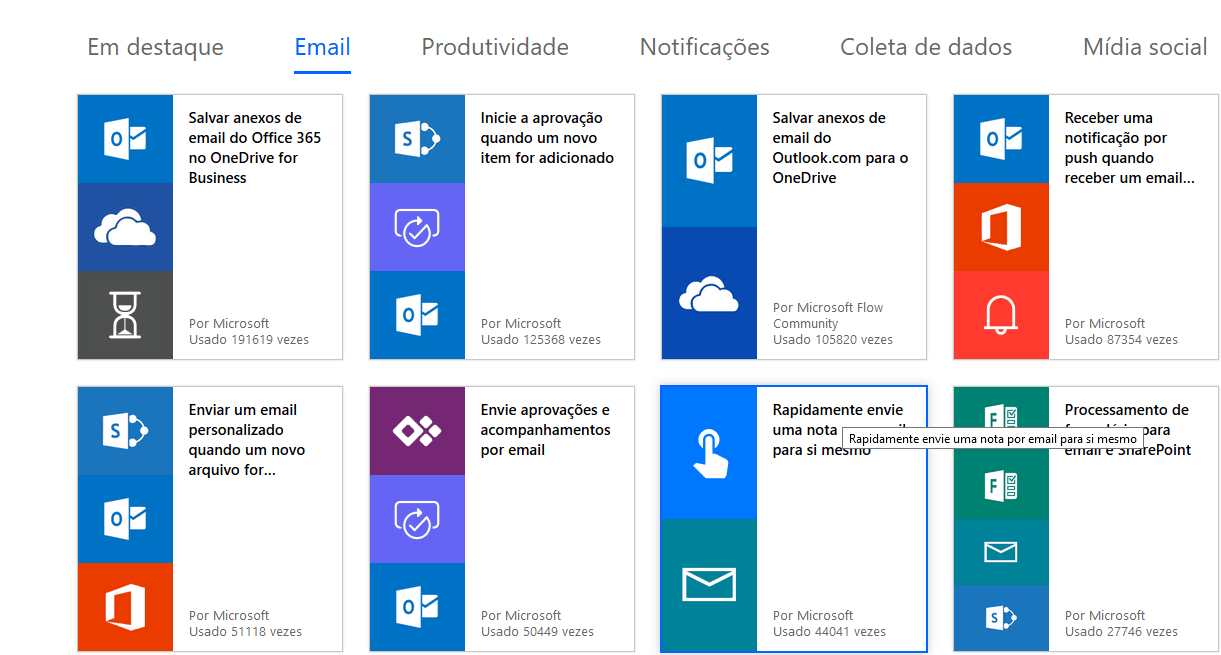 Em destaque
Email
Produtividade
Notificações
Coleta de dados
Mídia social
Salvar anexos de
email do Office 365
no OneDrive for
Business
Por Microsoft
Usado 191619 vezes
Inicie a aprovação
quando um novo
item for adicionado
Por Microsoft
Usado 125368 vezes
Salvar anexos de
email do
Outlook.com para o
OneDrive
Por Microsoft Flow
Community
Usado 105820 vezes
Receber uma
notificação por
push quando
receber um email...
Por Microsoft
Usado 87354 vezes
Enviar um email
personalizado
quando um novo
arquivo for...
Por Microsoft
Usado 51118 vezes
Envie aprovações e
acompanhamentos
por email
Por Microsoft
Usado 50449 vezes
Rapidamente envie
uma nota
para si mesmo
Rapidamente envie uma nota por email para si mesmo
Por Microsoft
Usado 44041 vezes
Processamento de
para
email e SharePoint
Por Microsoft
Usado 27746 vezes